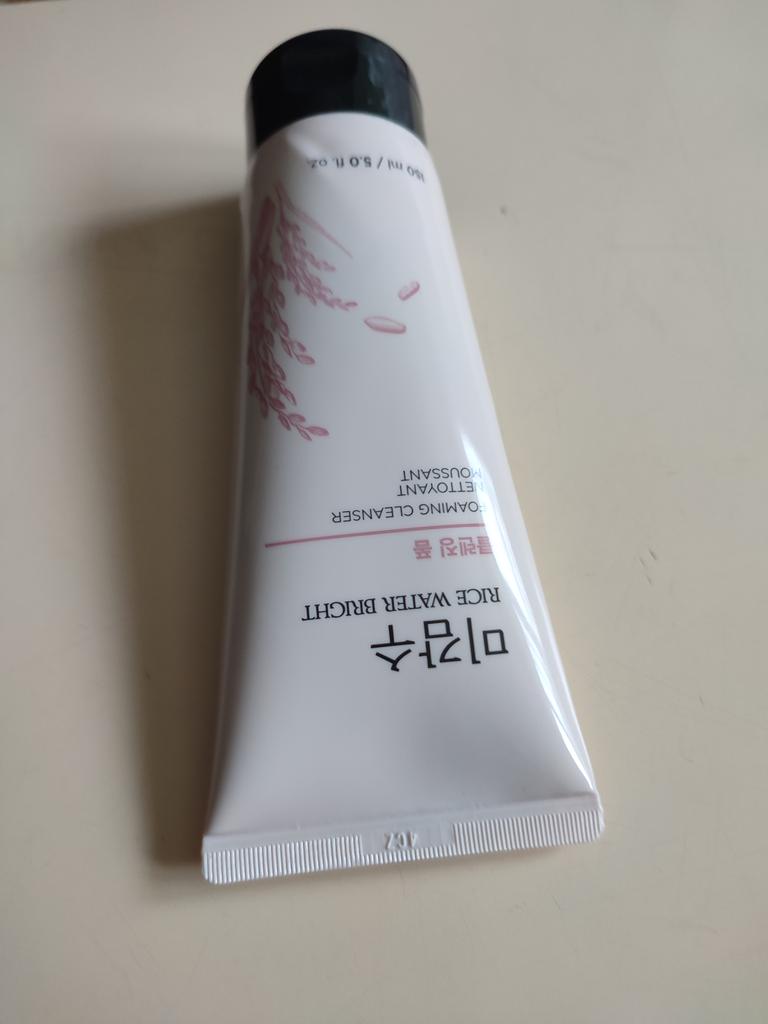 미감수
RICE WATER BRIGHT
클렌징 폼
FOAMING CLEANSER
NETTOYANT
MOUSSANT
150 ml / 5.0 fl. oz.